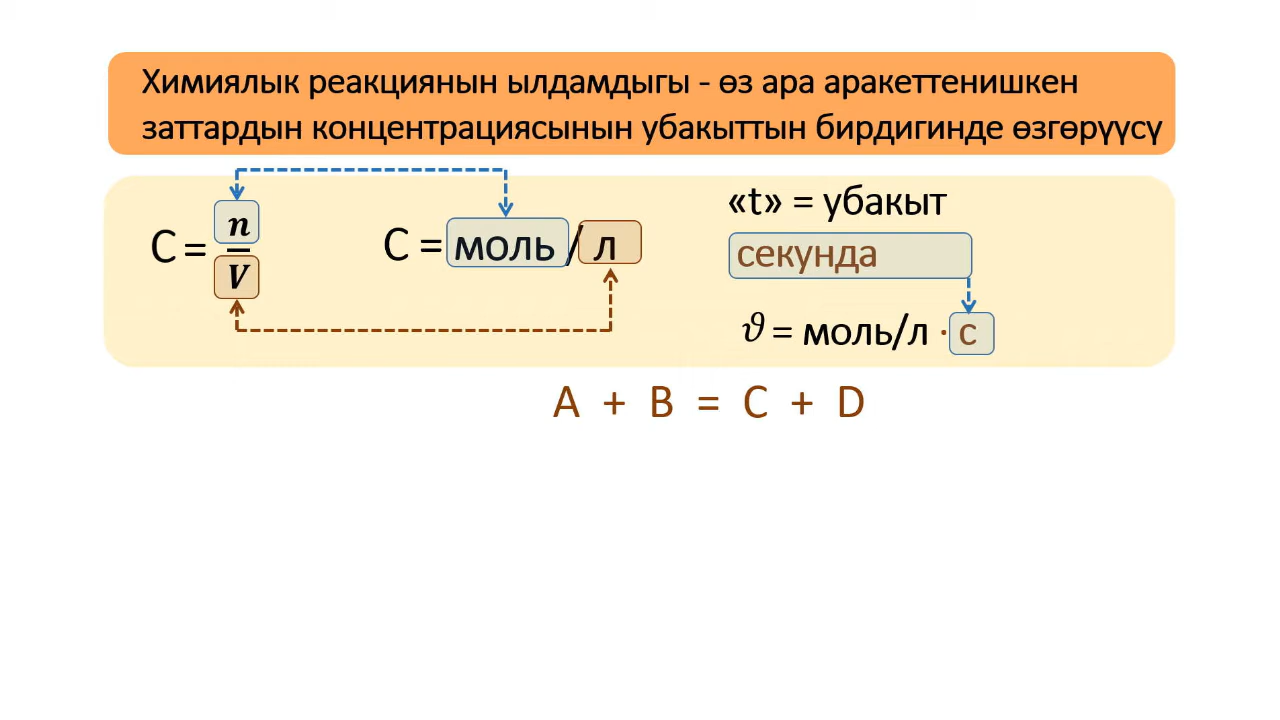 Химиялык реакциянын ылдамдыгы - өз ара аракеттенишкен
заттардын концентрациясынын убакыттын бирдигинде өзгөрүүсү
C = n/V
C = моль/л
«t» = убакыт
секунда
𝜗 = моль/л · с
A + B = C + D